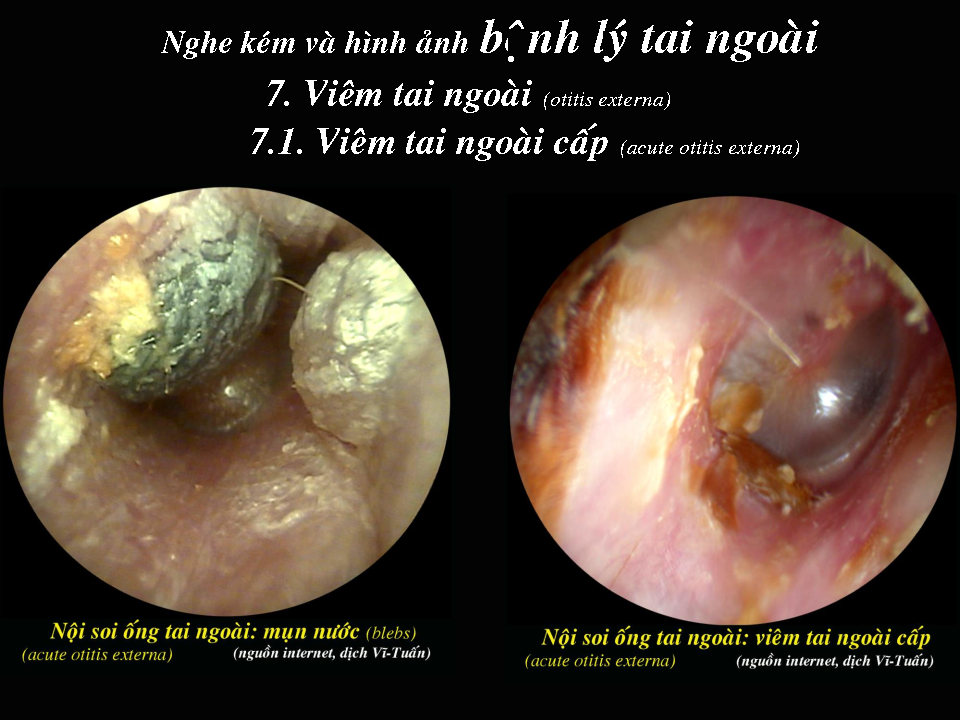 Nghe kém và hình ảnh bệnh lý tai ngoài
7. Viêm tai ngoài (otitis externa)
7.1. Viêm tai ngoài cấp (acute otitis externa)
Nội soi ống tai ngoài: mụn nước (blebs)
(acute otitis externa) (nguồn internet, dịch Vĩ-Tuấn)
Nội soi ống tai ngoài: viêm tai ngoài cấp
(acute otitis externa) (nguồn internet, dịch Vĩ-Tuấn)